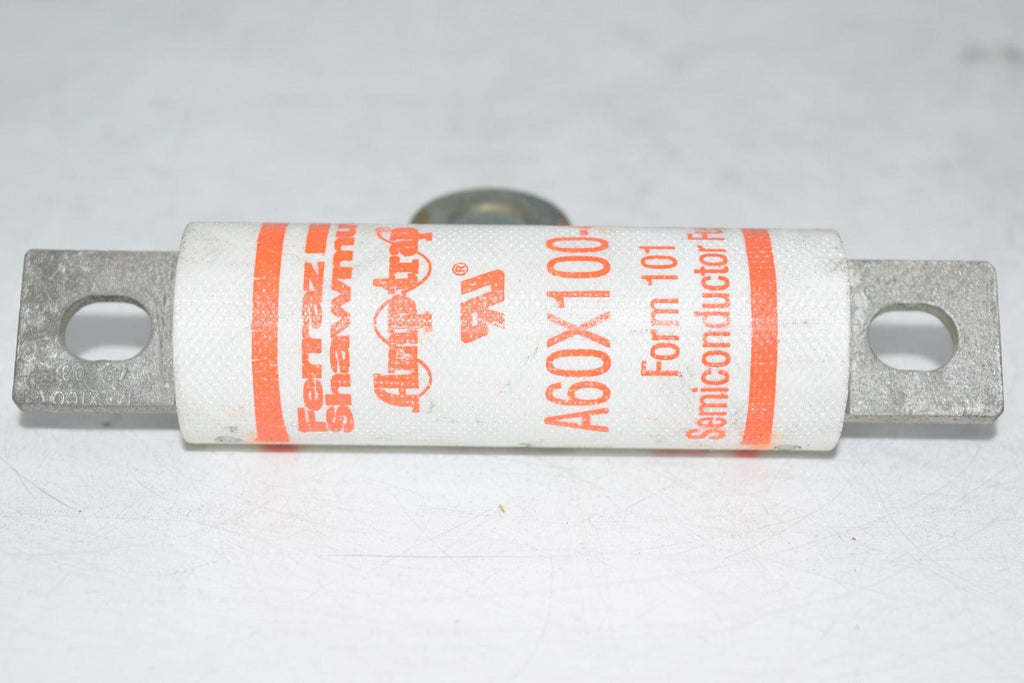 Ferraz
Shawmu
Amptrap
®
A60X100-
Form 101
Semiconductor Fu